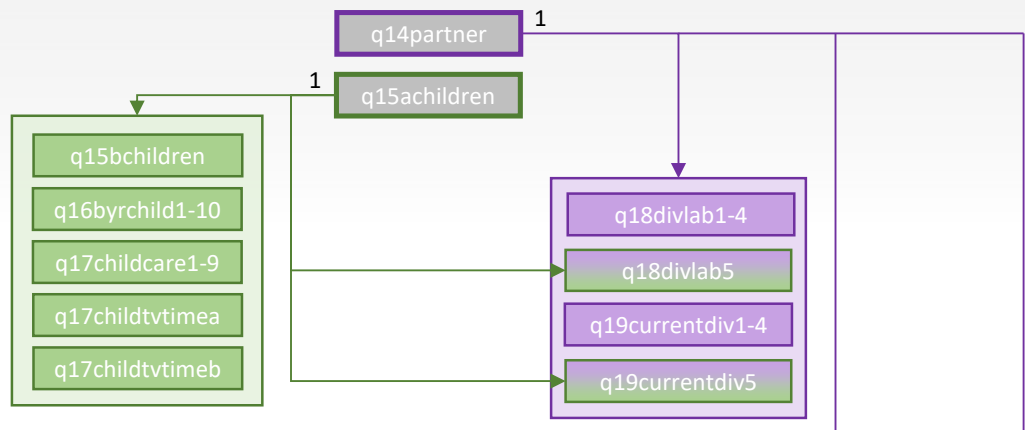 q14partner
1
1
q15achildren
q15bchildren
q16byrchild1-10
q17childcare1-9
q17childtvtimea
q17childtvtimeb
q18divlab1-4
q18divlab5
q19currentdiv1-4
q19currentdiv5